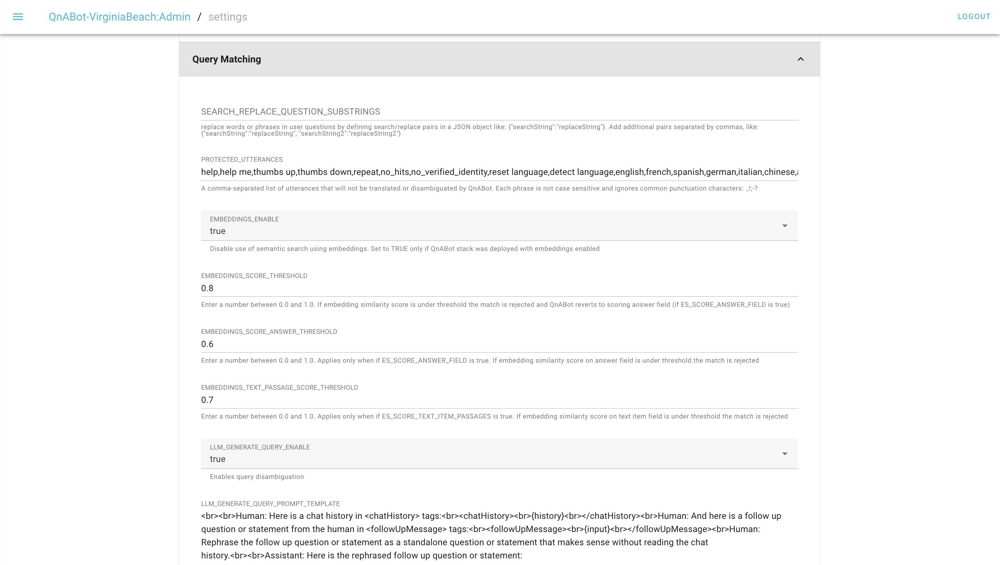 QnABot-VirginiaBeach:Admin / settings
LOGOUT
Query Matching
SEARCH_REPLACE_QUESTION_SUBSTRINGS
replace words or phrases in user questions by defining search/replace pairs in a JSON object like: {"searchString":"replaceString"}. Add additional pairs separated by commas, like:
{"searchString":"replaceString", "searchString2":"replaceString2"}
PROTECTED_UTTERANCES
help,help me,thumbs up,thumbs down,repeat,no_hits,no_verified_identity,reset language,detect language,english,french,spanish,german,italian,chinese,
A comma-separated list of utterances that will not be translated or disambiguated by QnABot. Each phrase is not case sensitive and ignores common punctuation characters: .,!;-?
EMBEDDINGS_ENABLE
true
Disable use of semantic search using embeddings. Set to TRUE only if QnABot stack was deployed with embeddings enabled
EMBEDDINGS_SCORE_THRESHOLD
0.8
Enter a number between 0.0 and 1.0. If embedding similarity score is under threshold the match is rejected and QnABot reverts to scoring answer field (if ES_SCORE_ANSWER_FIELD is true)
EMBEDDINGS_SCORE_ANSWER_THRESHOLD
0.6
Enter a number between 0.0 and 1.0. Applies only when if ES_SCORE_ANSWER_FIELD is true. If embedding similarity score on answer field is under threshold the match is rejected
EMBEDDINGS_TEXT_PASSAGE_SCORE_THRESHOLD
0.7
Enter a number between 0.0 and 1.0. Applies only when if ES_SCORE_TEXT_ITEM_PASSAGES is true. If embedding similarity score on text item field is under threshold the match is rejected
LLM_GENERATE_QUERY_ENABLE
true
Enables query disambiguation
LLM_GENERATE_QUERY_PROMPT_TEMPLATE
<br><br>Human: Here is a chat history in <chatHistory> tags:<br><chatHistory><br>{history}<br></chatHistory><br>Human: And here is a follow up
question or statement from the human in <followUpMessage> tags:<br><followUpMessage><br>{input}<br></followUpMessage><br>Human:
Rephrase the follow up question or statement as a standalone question or statement that makes sense without reading the chat
history.<br><br>Assistant: Here is the rephrased follow up question or statement: